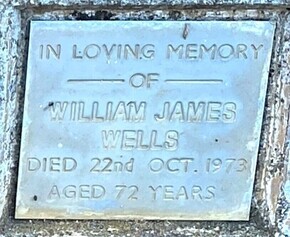 IN LOVING MEMORY
OF
WILLIAM JAMES
WELLS
DIED 22nd OCT. 1973
AGED 72 YEARS